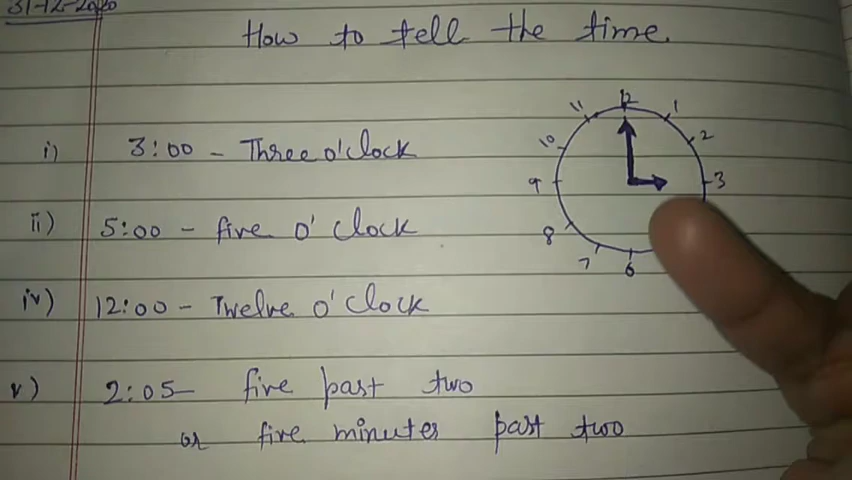 31-12-2020
How to tell the time.
i) 3:00 - Three o'clock
ii) 5:00 - five o' clock
iv) 12:00 - Twelve o' clock
v) 2:05- five past two
or five minutes past two
12
11 1
10 2
9 3
8
7 6